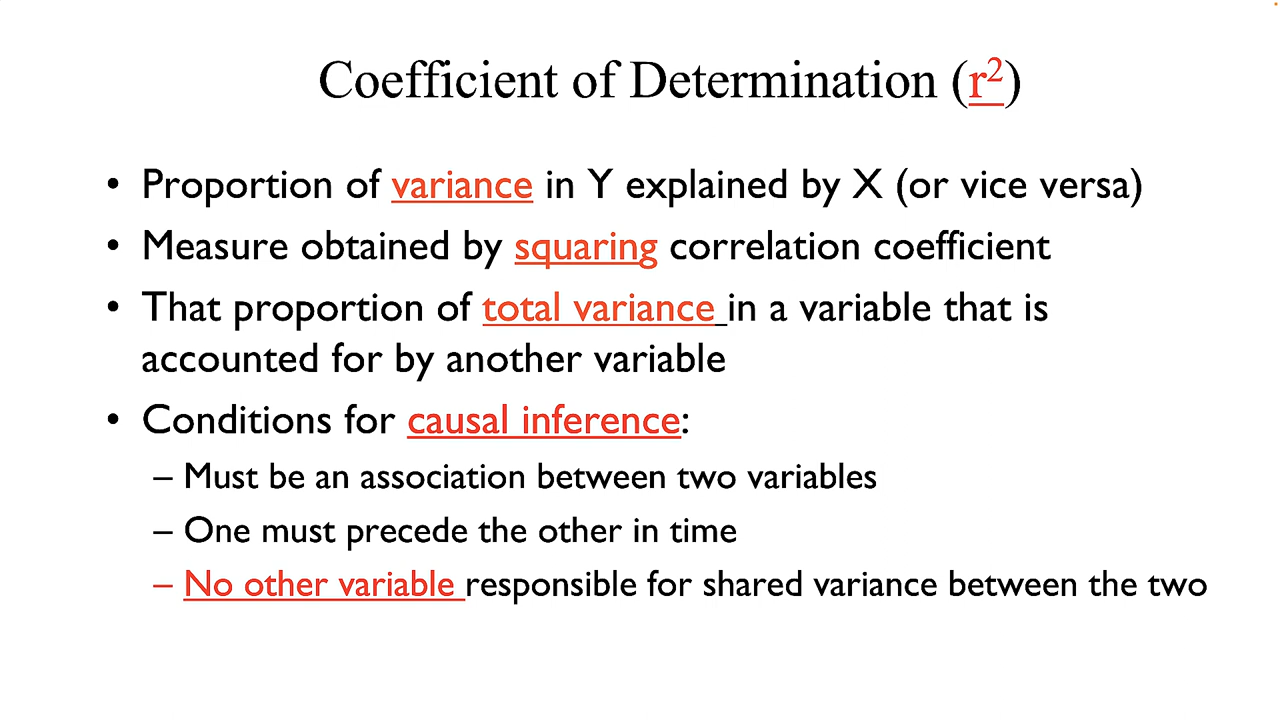 Coefficient of Determination (r²)
• Proportion of variance in Y explained by X (or vice versa)
• Measure obtained by squaring correlation coefficient
• That proportion of total variance in a variable that is
accounted for by another variable
• Conditions for causal inference:
– Must be an association between two variables
– One must precede the other in time
– No other variable responsible for shared variance between the two